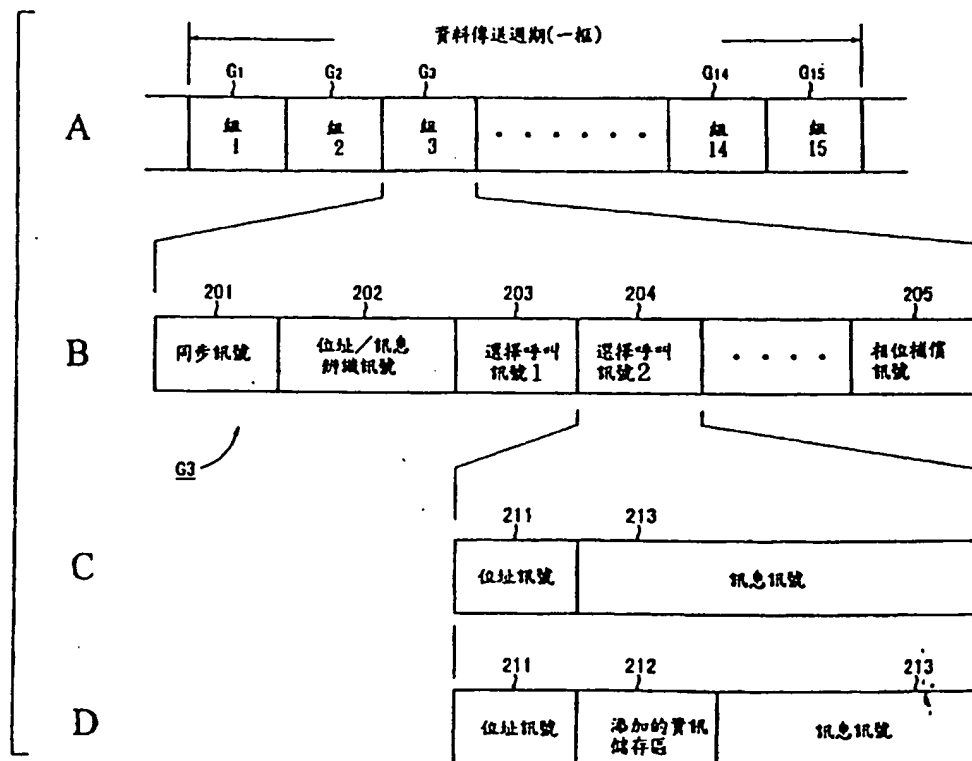 資料傳送週期(一框)
G1 G2 G3 G14 G15
A
組 1 組 2 組 3 · · · · · · 組 14 組 15
201 202 203 204 205
B
同步訊號
位址/訊息
辨識訊號
選擇呼叫
訊號1
選擇呼叫
訊號2
· · · ·
相位補償
訊號
G3
211 213
C
位址訊號 訊息訊號
211 212 213
D
位址訊號
添加的資訊
儲存區
訊息訊號